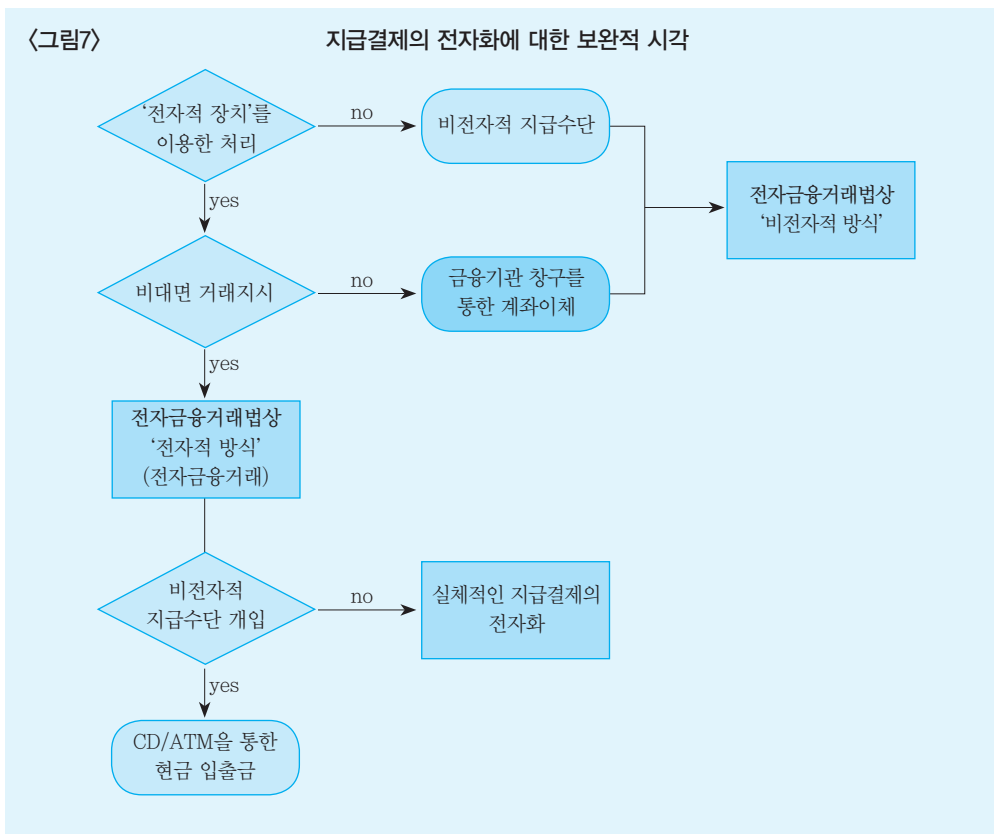 〈그림7〉 지급결제의 전자화에 대한 보완적 시각
‘전자적 장치’를
이용한 처리
no
비전자적 지급수단
전자금융거래법상
‘비전자적 방식’
yes
비대면 거래지시
no
금융기관 창구를
통한 계좌이체
yes
전자금융거래법상
‘전자적 방식’
(전자금융거래)
비전자적
지급수단 개입
no
실체적인 지급결제의
전자화
yes
CD/ATM을 통한
현금 입출금